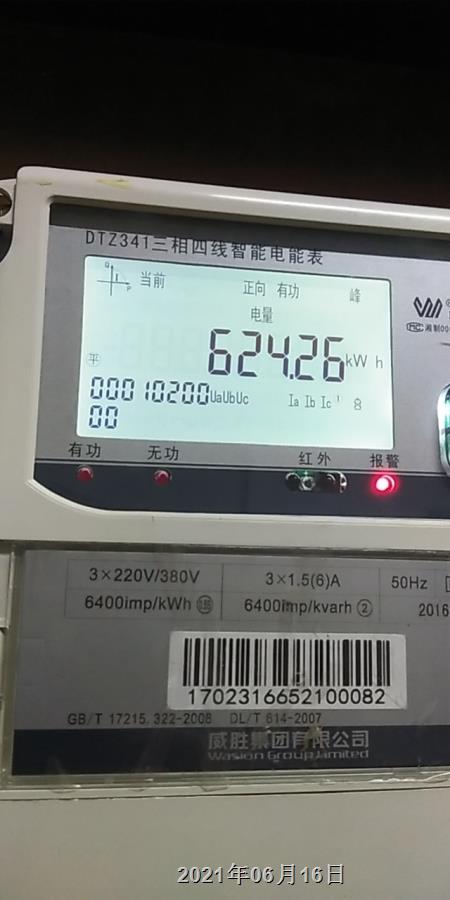 DTZ341三相四线智能电能表
当前 正向 有功 峰
电量
624.26 kWh
平
00010200 UaUbUc Ia Ib Ic 8
00
有功 无功 红外 报警
3×220V/380V 3×1.5(6)A 50Hz
6400imp/kWh 6400imp/kvarh ② 2016
1702316652100082
GB/T 17215.322-2008 DL/T 614-2007
威胜集团有限公司
Wasion Group Limited
2021年06月16日